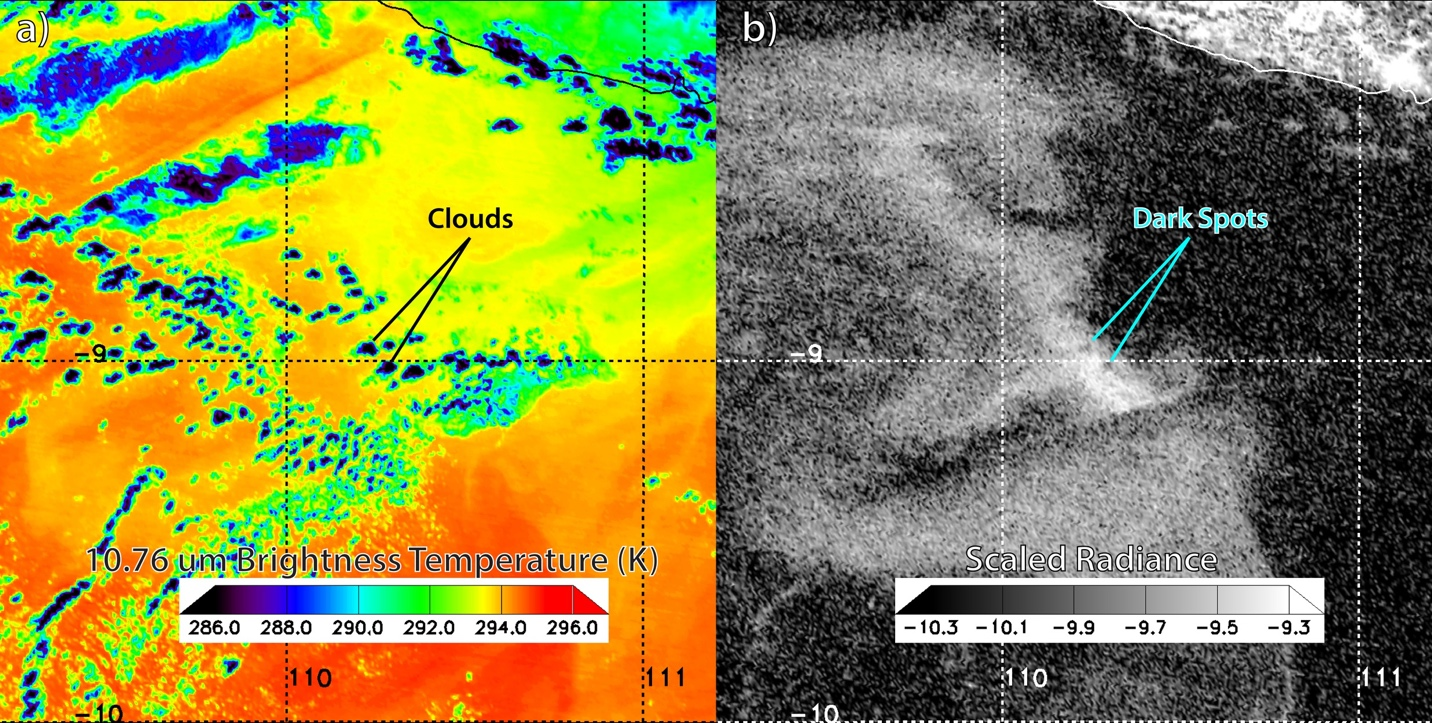 a)
Clouds
-9
10.76 um Brightness Temperature (K)
286.0 288.0 290.0 292.0 294.0 296.0
110 111
-10
b)
Dark Spots
-9
Scaled Radiance
-10.3 -10.1 -9.9 -9.7 -9.5 -9.3
110 111
-10